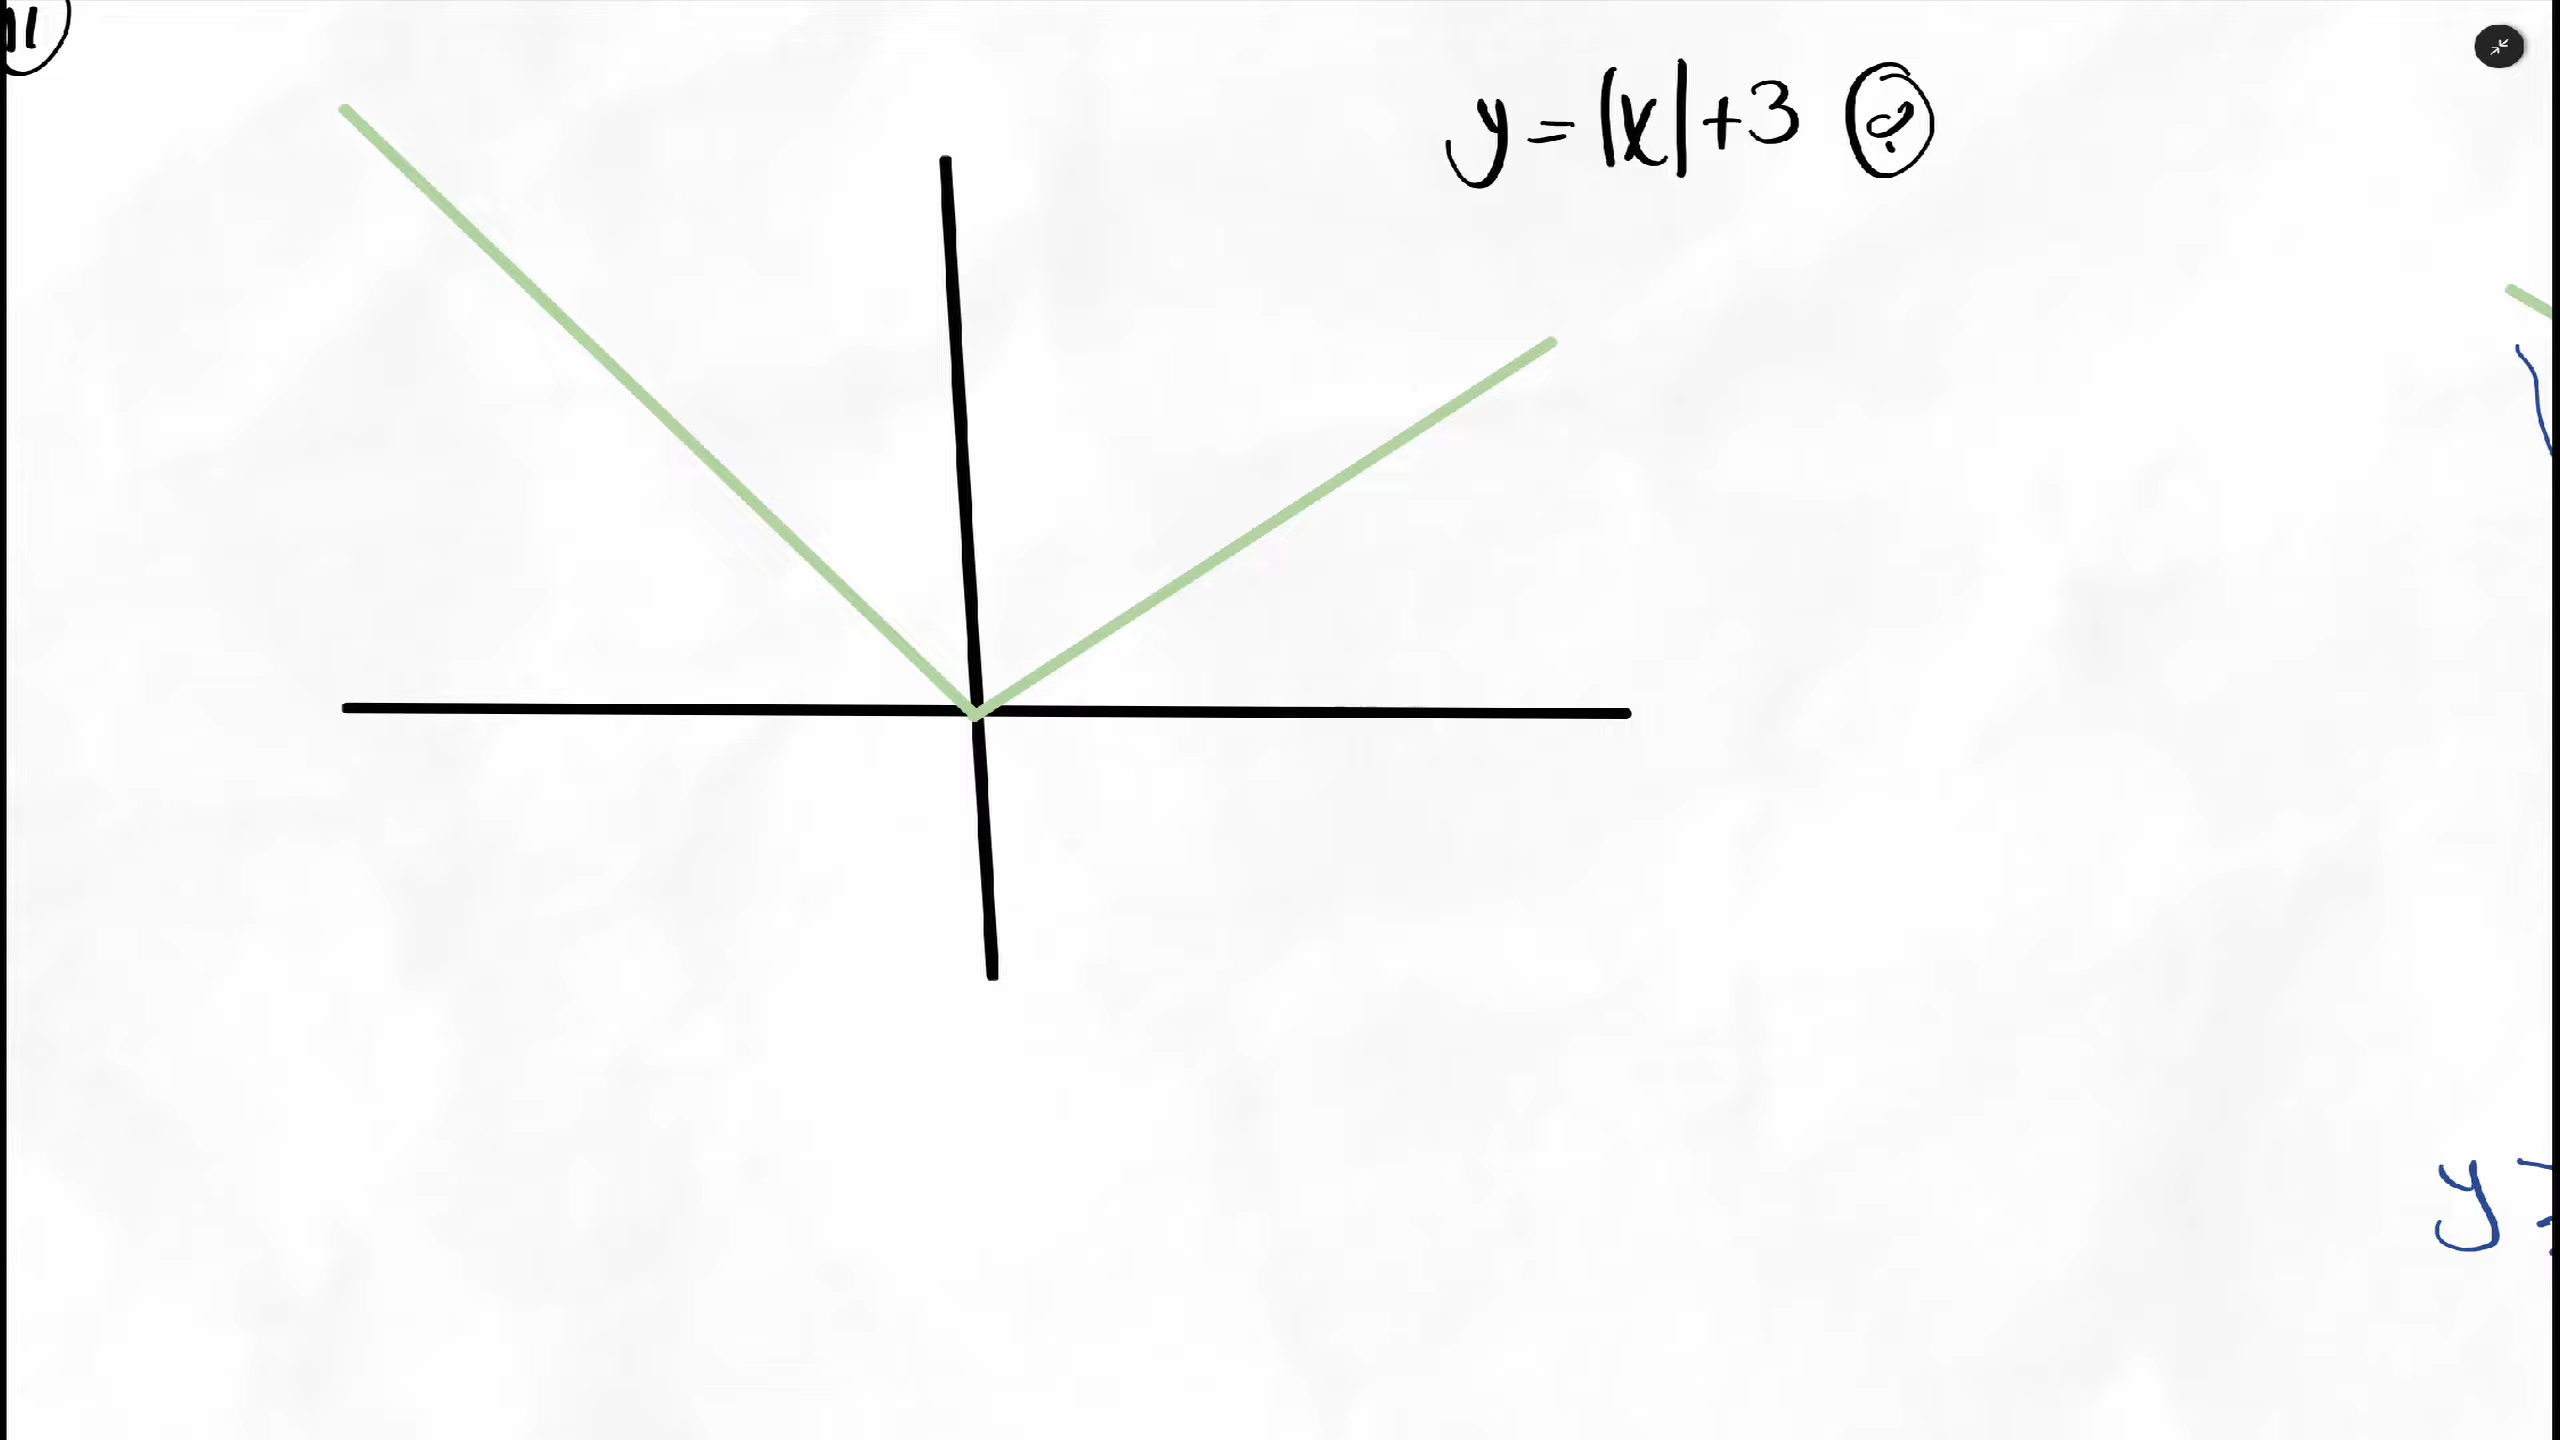 y = |x| + 3
y =